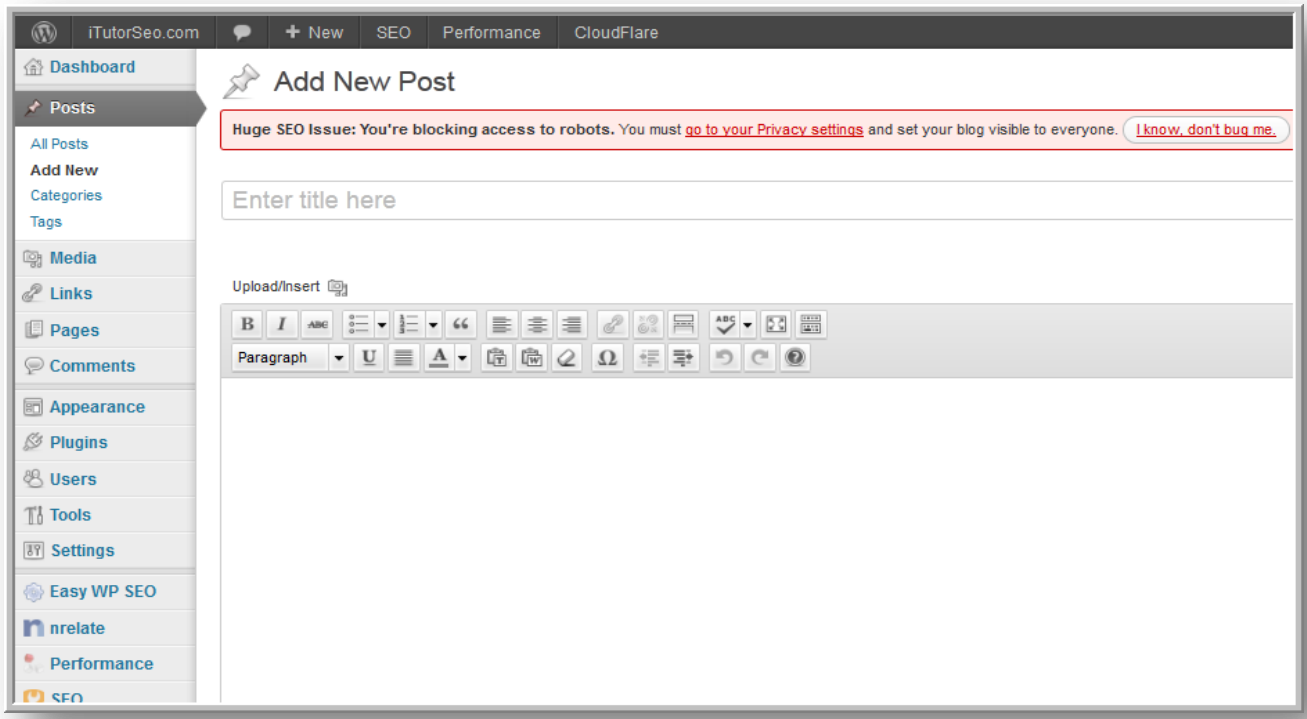 iTutorSeo.com + New SEO Performance CloudFlare
Dashboard
Posts
All Posts
Add New
Categories
Tags
Media
Links
Pages
Comments
Appearance
Plugins
Users
Tools
Settings
Easy WP SEO
nrelate
Performance
SEO
Add New Post
Huge SEO Issue: You're blocking access to robots. You must go to your Privacy settings and set your blog visible to everyone. I know, don't bug me.
Enter title here
Upload/Insert
B I ABC ABC
Paragraph U A T W Ω